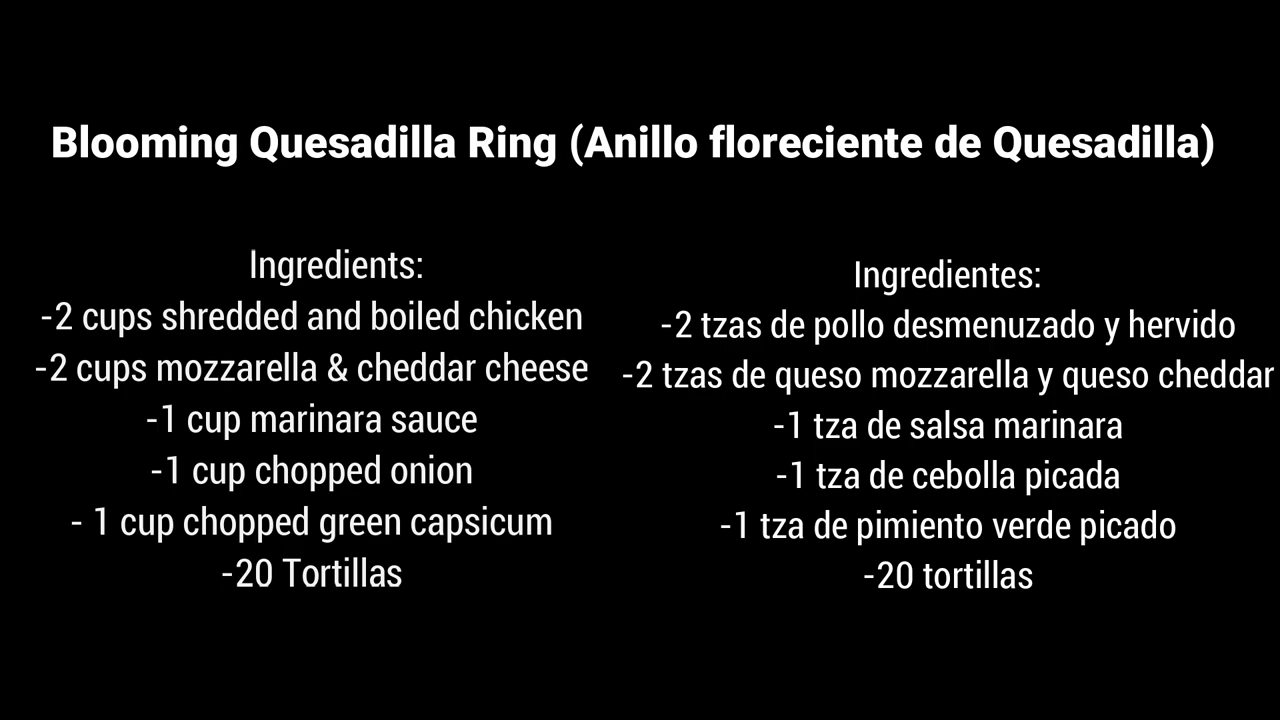 Blooming Quesadilla Ring (Anillo floreciente de Quesadilla)
Ingredients:
-2 cups shredded and boiled chicken
-2 cups mozzarella & cheddar cheese
-1 cup marinara sauce
-1 cup chopped onion
- 1 cup chopped green capsicum
-20 Tortillas
Ingredientes:
-2 tzas de pollo desmenuzado y hervido
-2 tzas de queso mozzarella y queso cheddar
-1 tza de salsa marinara
-1 tza de cebolla picada
-1 tza de pimiento verde picado
-20 tortillas